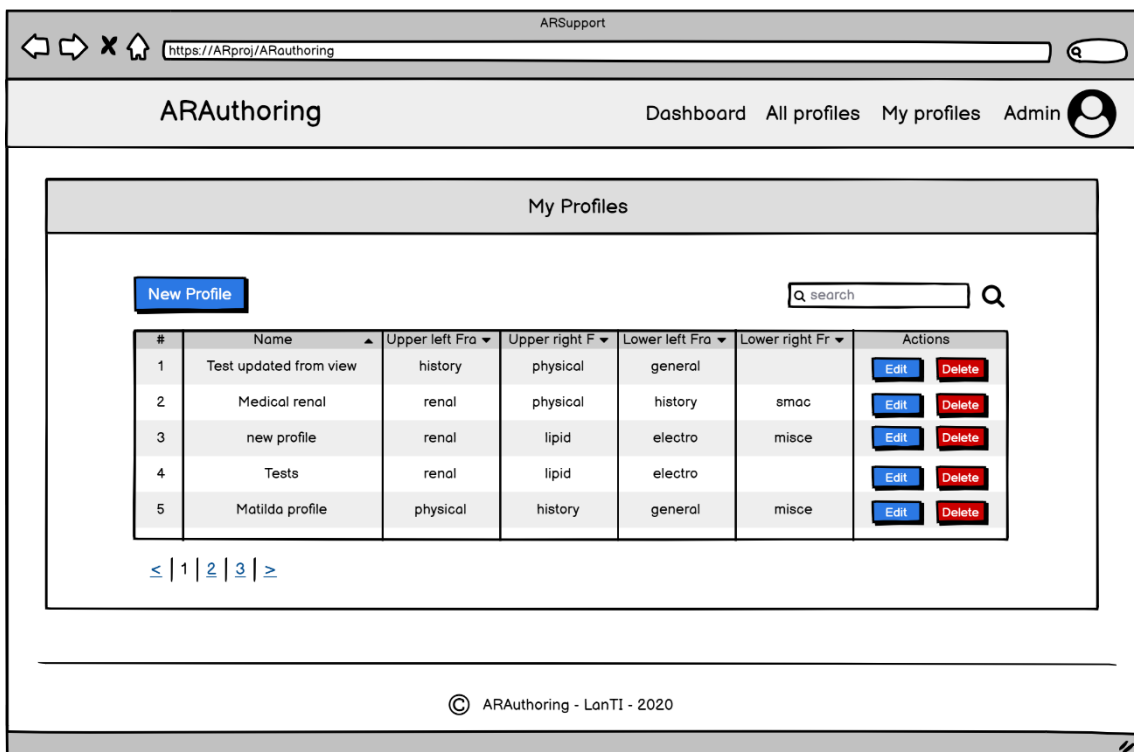 ARSupport
https://ARproj/ARauthoring
ARAuthoring Dashboard All profiles My profiles Admin
My Profiles
New Profile search
# Name Upper left Fra Upper right F Lower left Fra Lower right Fr Actions
1 Test updated from view history physical general Edit Delete
2 Medical renal renal physical history smac Edit Delete
3 new profile renal lipid electro misce Edit Delete
4 Tests renal lipid electro Edit Delete
5 Matilda profile physical history general misce Edit Delete
< | 1 | 2 | 3 | >
© ARAuthoring - LanTI - 2020